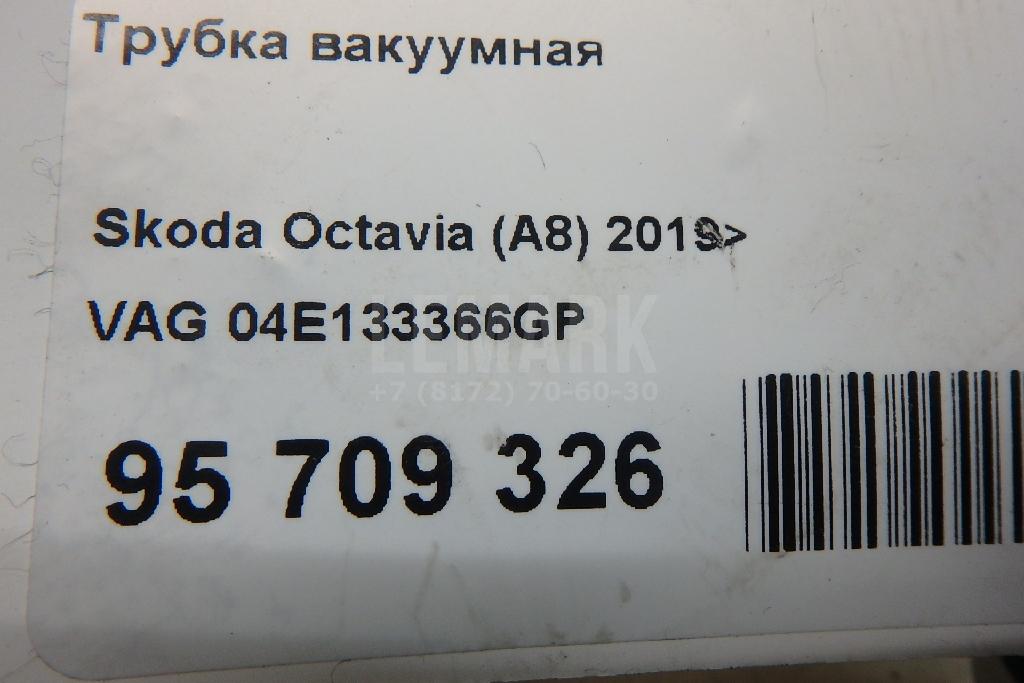 Трубка вакуумная
Skoda Octavia (A8) 2019>
VAG 04E133366GP
LEMARK
+7 (8172) 70-60-30
95 709 326